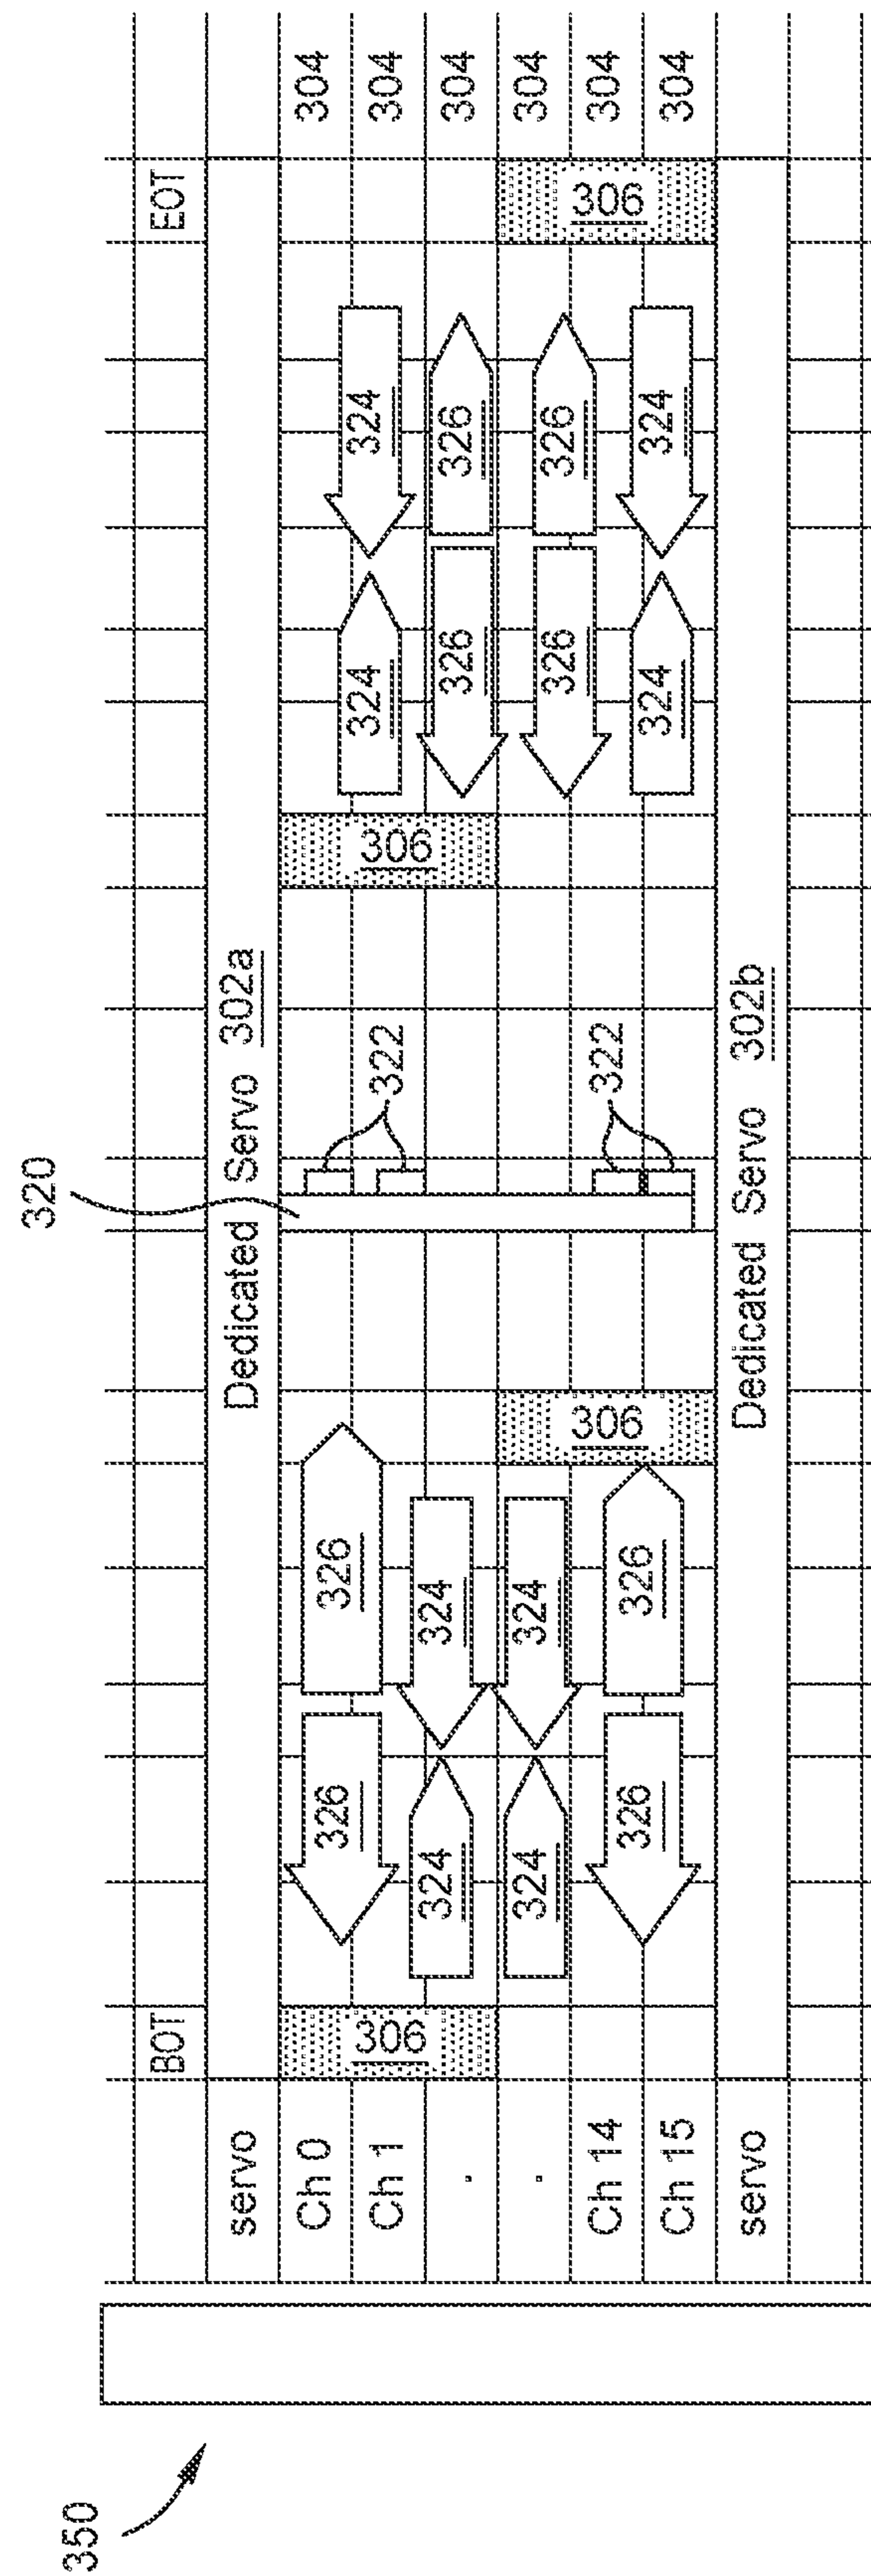 320
350
BOT EOT
servo Dedicated Servo 302a
Ch 0 326 326 304
Ch 1 306 322 306 324 324 304
. 324 324 326 326 304
. 324 324 326 326 304
Ch 14 326 326 306 322 306 304
Ch 15 324 324 304
servo Dedicated Servo 302b